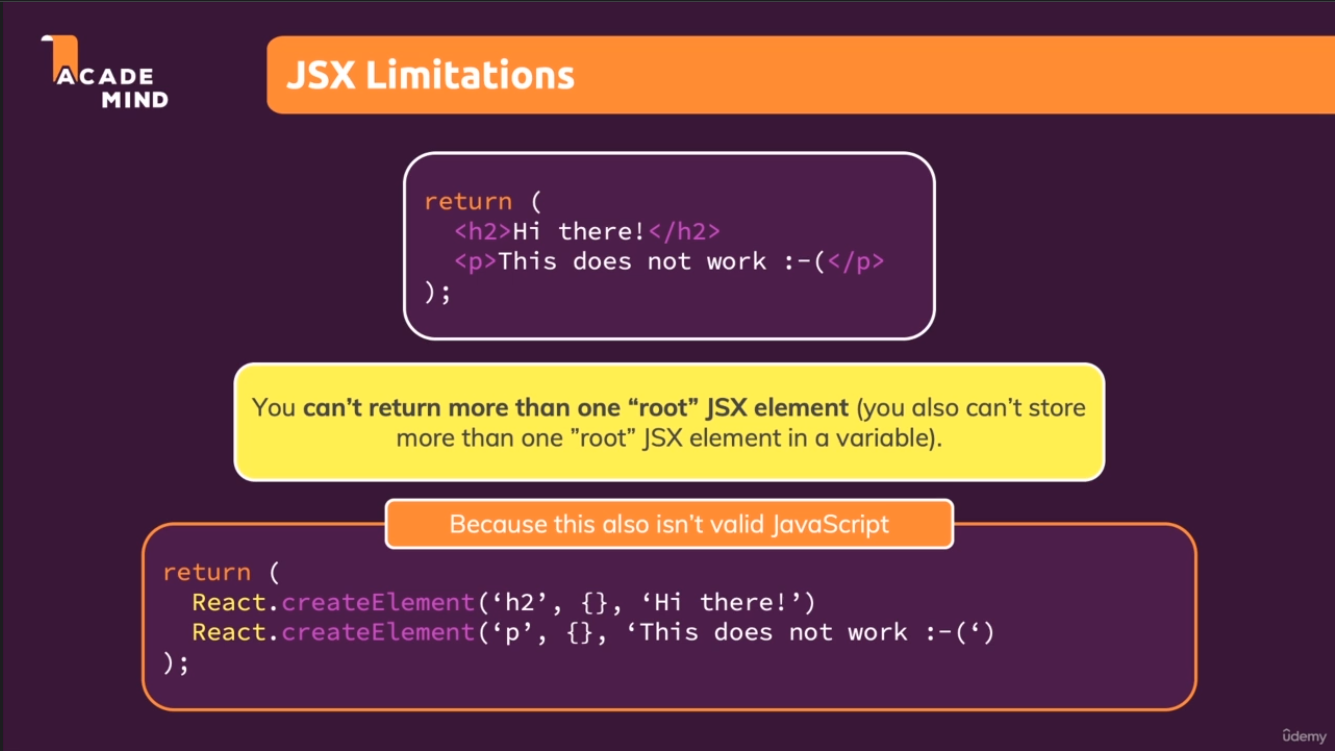 ACADE
MIND
JSX Limitations
return (
  <h2>Hi there!</h2>
  <p>This does not work :-(</p>
);
You can’t return more than one “root” JSX element (you also can’t store
more than one ”root” JSX element in a variable).
Because this also isn’t valid JavaScript
return (
  React.createElement(‘h2’, {}, ‘Hi there!’)
  React.createElement(‘p’, {}, ‘This does not work :-(‘)
);
ûdemy